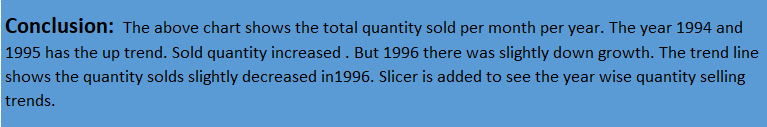 Conclusion: The above chart shows the total quantity sold per month per year. The year 1994 and
1995 has the up trend. Sold quantity increased . But 1996 there was slightly down growth. The trend line
shows the quantity solds slightly decreased in1996. Slicer is added to see the year wise quantity selling
trends.